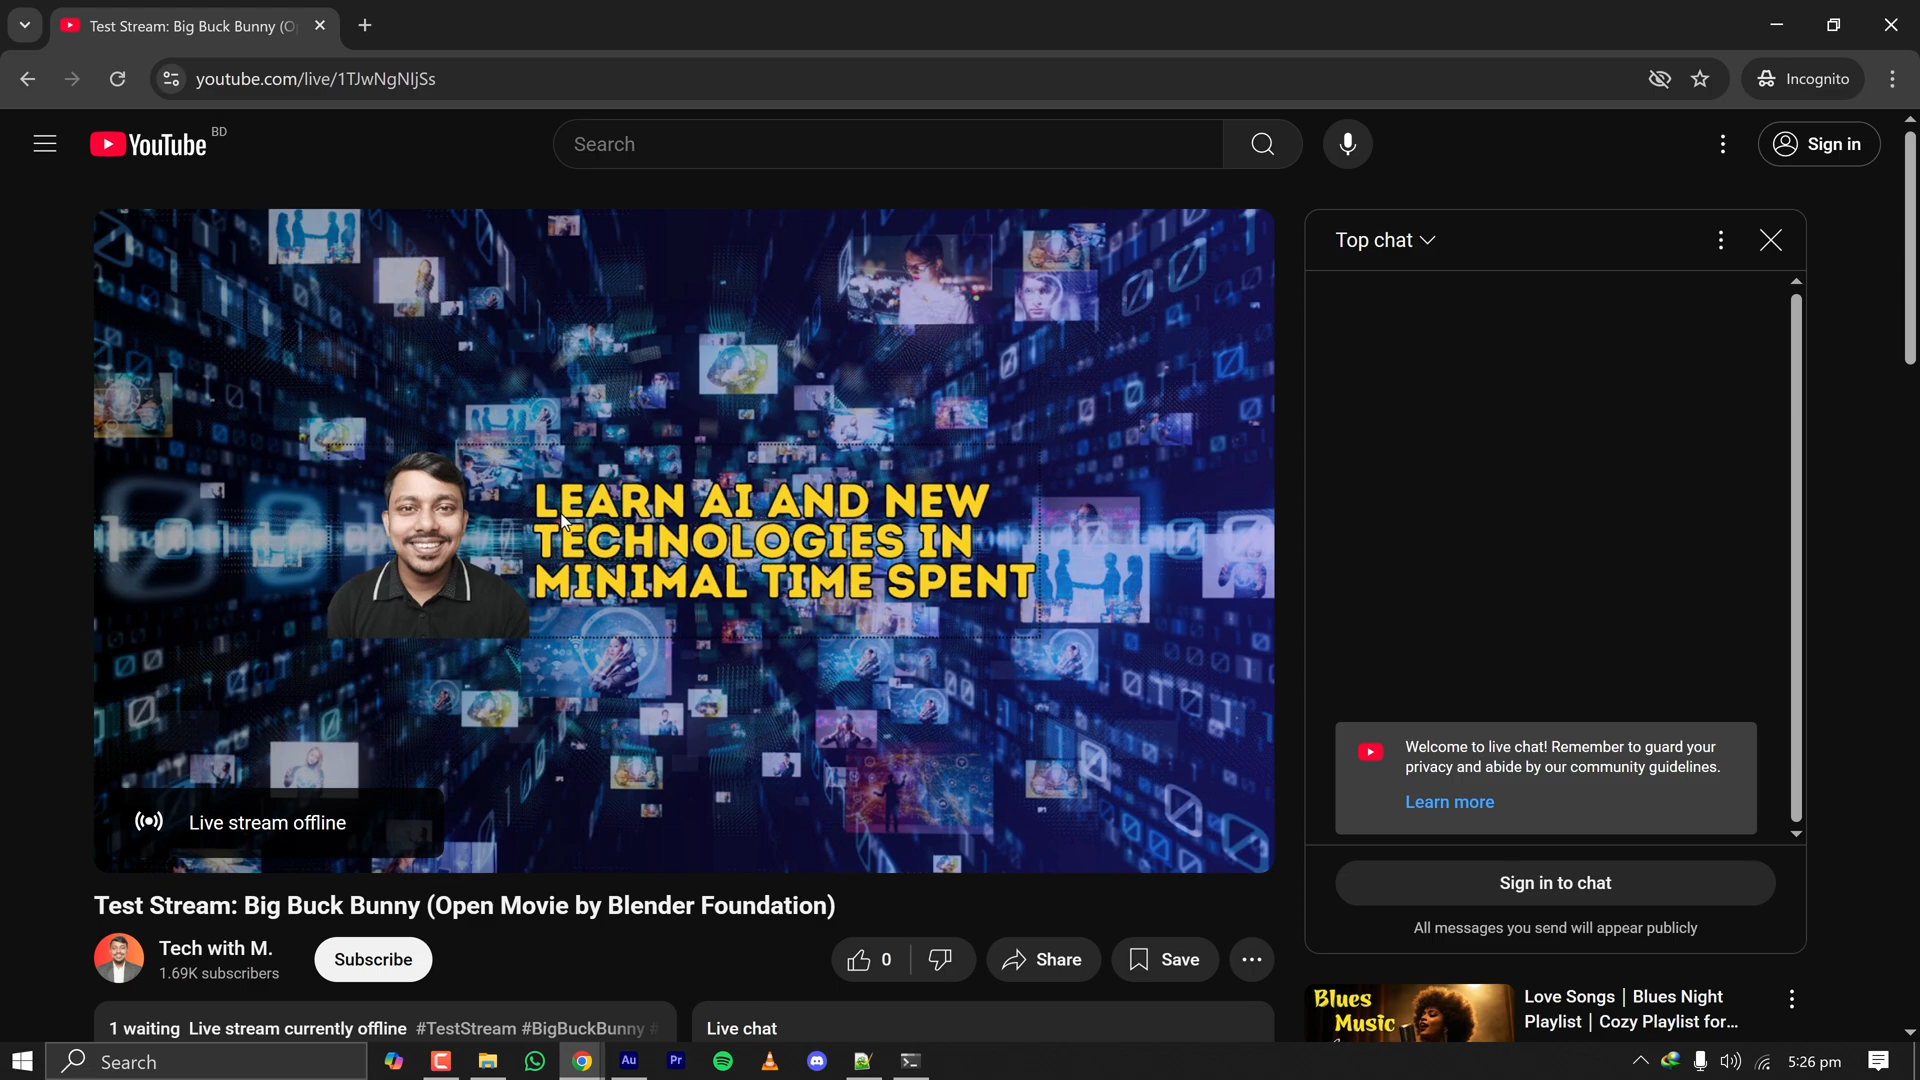 Test Stream: Big Buck Bunny (O
youtube.com/live/1TJwNgNIjSs
Incognito
YouTube BD
Search
Sign in
Top chat
LEARN AI AND NEW
TECHNOLOGIES IN
MINIMAL TIME SPENT
Welcome to live chat! Remember to guard your
privacy and abide by our community guidelines.
Learn more
Live stream offline
Sign in to chat
All messages you send will appear publicly
Test Stream: Big Buck Bunny (Open Movie by Blender Foundation)
Tech with M.
1.69K subscribers
Subscribe
0
Share
Save
Blues
Music
Love Songs | Blues Night
Playlist | Cozy Playlist for...
1 waiting Live stream currently offline #TestStream #BigBuckBunny #
Live chat
Search
Au
Pr
5:26 pm